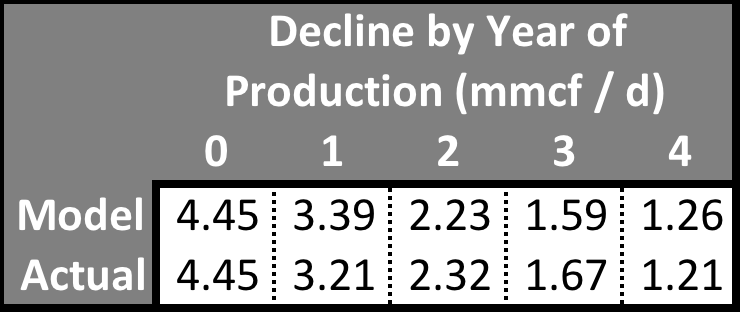 Decline by Year of
Production (mmcf / d)
0 1 2 3 4
Model 4.45 3.39 2.23 1.59 1.26
Actual 4.45 3.21 2.32 1.67 1.21